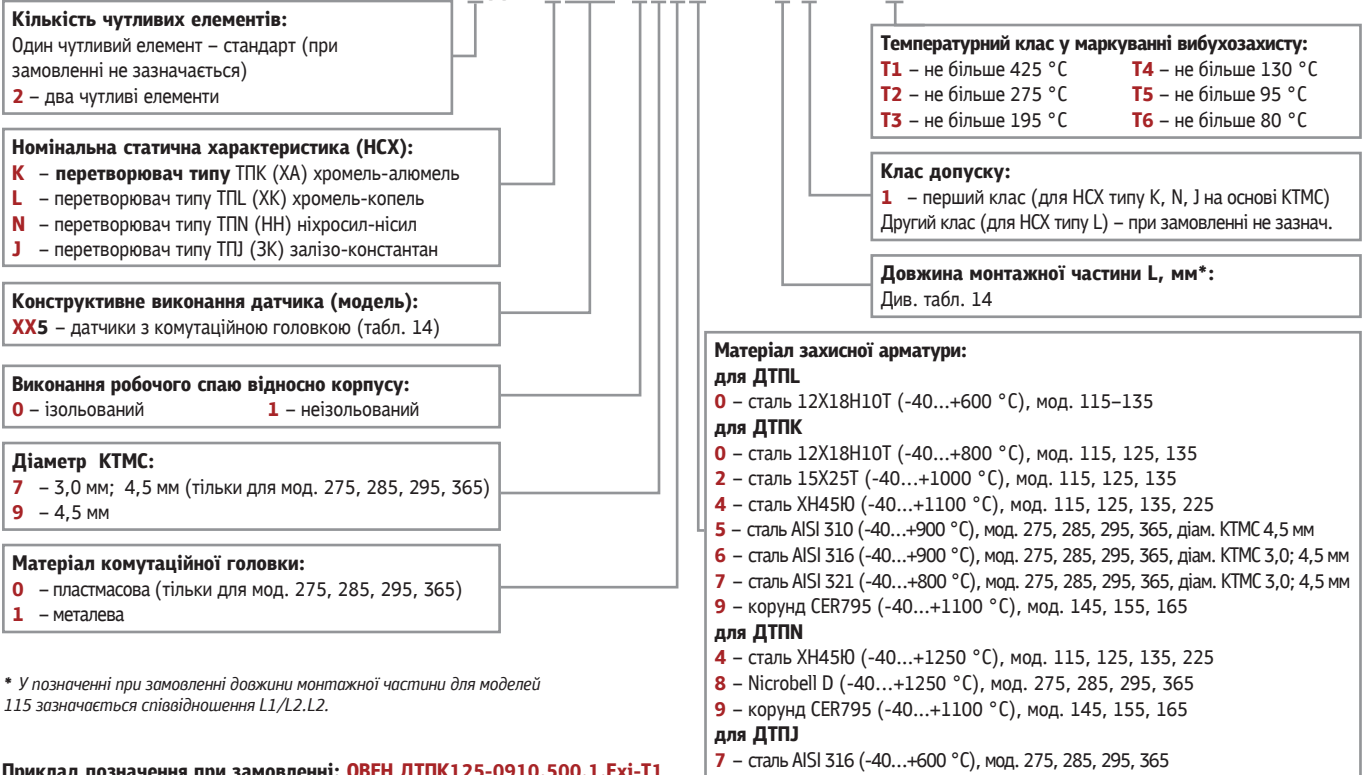 Кількість чутливих елементів:
Один чутливий елемент – стандарт (при
замовленні не зазначається)
2 – два чутливі елементи
Номінальна статична характеристика (НСХ):
K – перетворювач типу ТПК (ХА) хромель-алюмель
L – перетворювач типу ТПL (ХК) хромель-копель
N – перетворювач типу ТПN (НН) ніхросил-нісил
J – перетворювач типу ТПJ (ЗК) залізо-константан
Конструктивне виконання датчика (модель):
XX5 – датчики з комутаційною головкою (табл. 14)
Виконання робочого спаю відносно корпусу:
0 – ізольований 1 – неізольований
Діаметр КТМС:
7 – 3,0 мм; 4,5 мм (тільки для мод. 275, 285, 295, 365)
9 – 4,5 мм
Матеріал комутаційної головки:
0 – пластмасова (тільки для мод. 275, 285, 295, 365)
1 – металева
* У позначенні при замовленні довжини монтажної частини для моделей
115 зазначається співвідношення L1/L2.L2.
Приклад позначення при замовленні: ОВЕН ДТПК125-0910.500.1.Exi-T1
Температурний клас у маркуванні вибухозахисту:
T1 – не більше 425 °С T4 – не більше 130 °С
T2 – не більше 275 °С T5 – не більше 95 °С
T3 – не більше 195 °С T6 – не більше 80 °С
Клас допуску:
1 – перший клас (для НСХ типу K, N, J на основі КТМС)
Другий клас (для НСХ типу L) – при замовленні не зазнач.
Довжина монтажної частини L, мм*:
Див. табл. 14
Матеріал захисної арматури:
для ДТПL
0 – сталь 12Х18Н10Т (-40...+600 °С), мод. 115–135
для ДТПК
0 – сталь 12Х18Н10Т (-40...+800 °С), мод. 115, 125, 135
2 – сталь 15Х25Т (-40...+1000 °С), мод. 115, 125, 135
4 – сталь ХН45Ю (-40...+1100 °С), мод. 115, 125, 135, 225
5 – сталь AISI 310 (-40...+900 °С), мод. 275, 285, 295, 365, діам. КТМС 4,5 мм
6 – сталь AISI 316 (-40...+900 °С), мод. 275, 285, 295, 365, діам. КТМС 3,0; 4,5 мм
7 – сталь AISI 321 (-40...+800 °С), мод. 275, 285, 295, 365, діам. КТМС 3,0; 4,5 мм
9 – корунд CER795 (-40...+1100 °С), мод. 145, 155, 165
для ДТПN
4 – сталь ХН45Ю (-40...+1250 °С), мод. 115, 125, 135, 225
8 – Nicrobell D (-40...+1250 °С), мод. 275, 285, 295, 365
9 – корунд CER795 (-40...+1100 °С), мод. 145, 155, 165
для ДТПJ
7 – сталь AISI 316 (-40...+600 °С), мод. 275, 285, 295, 365